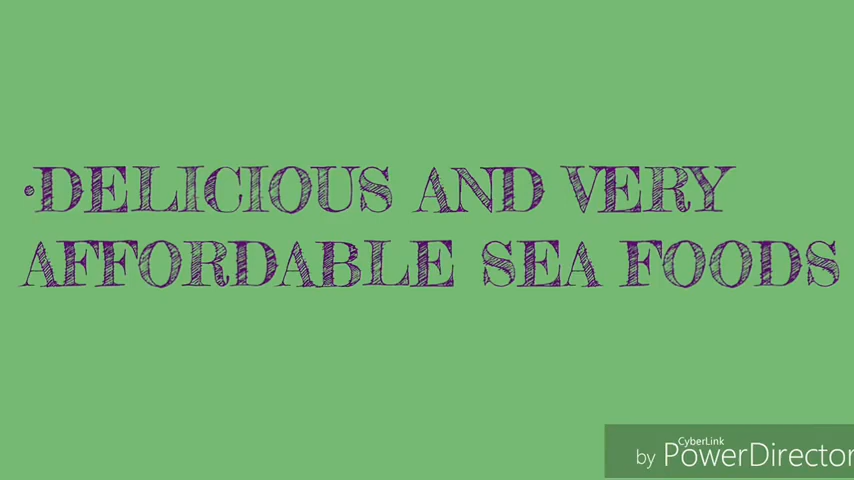 •DELICIOUS AND VERY
AFFORDABLE SEA FOODS
CyberLink
by PowerDirector